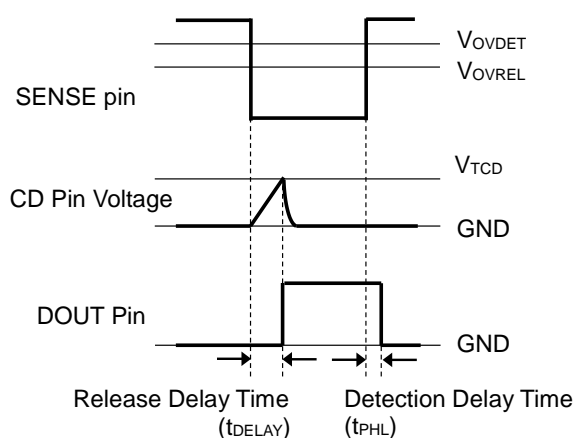 VOVDET
VOVREL
SENSE pin
VTCD
CD Pin Voltage
GND
DOUT Pin
GND
Release Delay Time
(tDELAY)
Detection Delay Time
(tPHL)